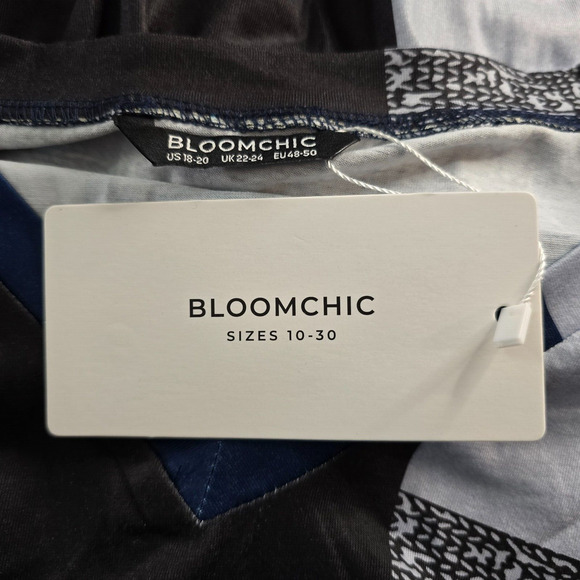 BLOOMCHIC
US 18-20 UK 22-24 EU 48-50
BLOOMCHIC
SIZES 10-30